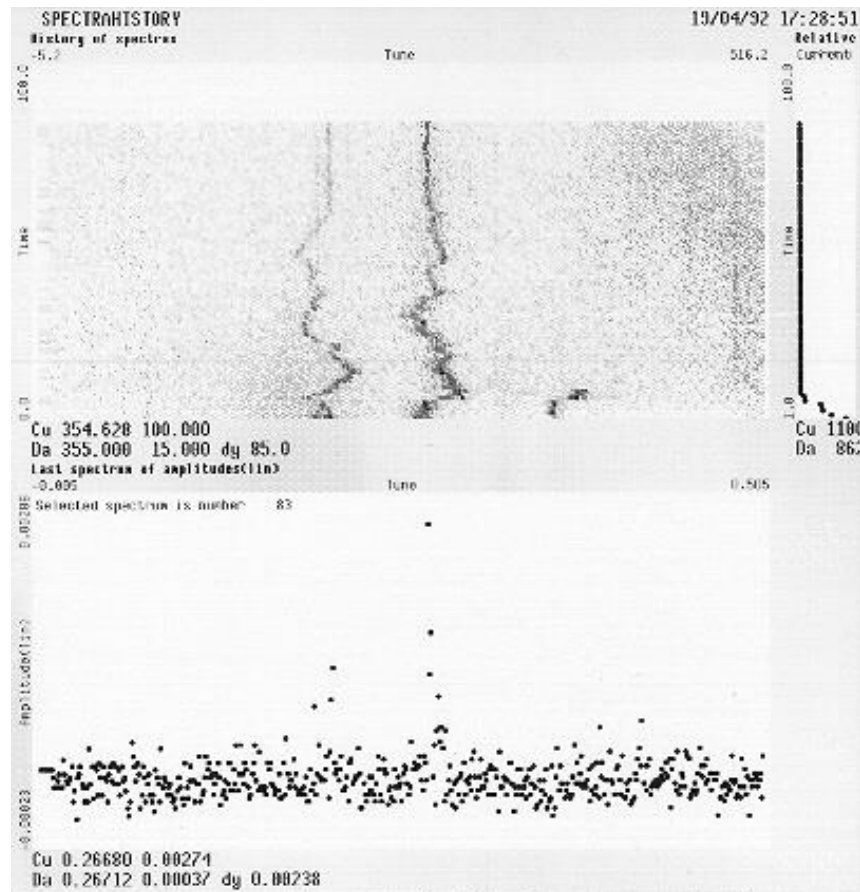 SPECTRAHISTORY 19/04/92 17:28:51
History of spectrum Relative
-5.2 Tune 516.2 Current
100.0 100.0
Time Time
0.0 1.0
Cu 354.628 100.000 Cu 1100
Da 355.000 15.000 dy 85.0 Da 862
Last spectrum of amplitudes(lin)
-0.005 Tune 0.505
Selected spectrum is number 83
0.00286
Amplitude(lin)
-0.00023
Cu 0.26680 0.00274
Da 0.26712 0.00037 dy 0.00238